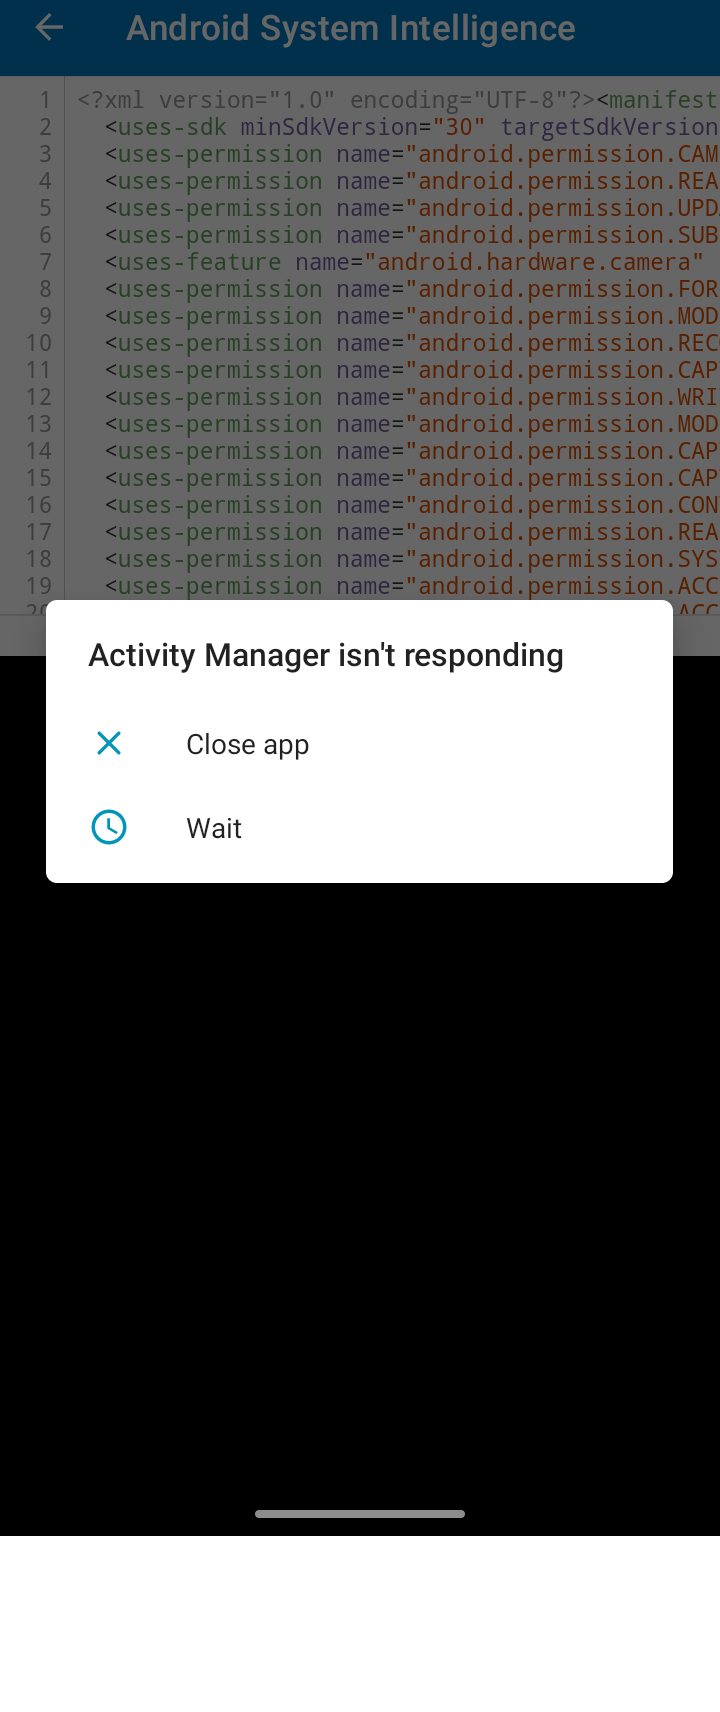 Android System Intelligence
1 <?xml version="1.0" encoding="UTF-8"?><manifest
2 <uses-sdk minSdkVersion="30" targetSdkVersion
3 <uses-permission name="android.permission.CAM
4 <uses-permission name="android.permission.REA
5 <uses-permission name="android.permission.UPD
6 <uses-permission name="android.permission.SUB
7 <uses-feature name="android.hardware.camera"
8 <uses-permission name="android.permission.FOR
9 <uses-permission name="android.permission.MOD
10 <uses-permission name="android.permission.REC
11 <uses-permission name="android.permission.CAP
12 <uses-permission name="android.permission.WRI
13 <uses-permission name="android.permission.MOD
14 <uses-permission name="android.permission.CAP
15 <uses-permission name="android.permission.CAP
16 <uses-permission name="android.permission.CON
17 <uses-permission name="android.permission.REA
18 <uses-permission name="android.permission.SYS
19 <uses-permission name="android.permission.ACC
20 ACC
Activity Manager isn't responding
Close app
Wait